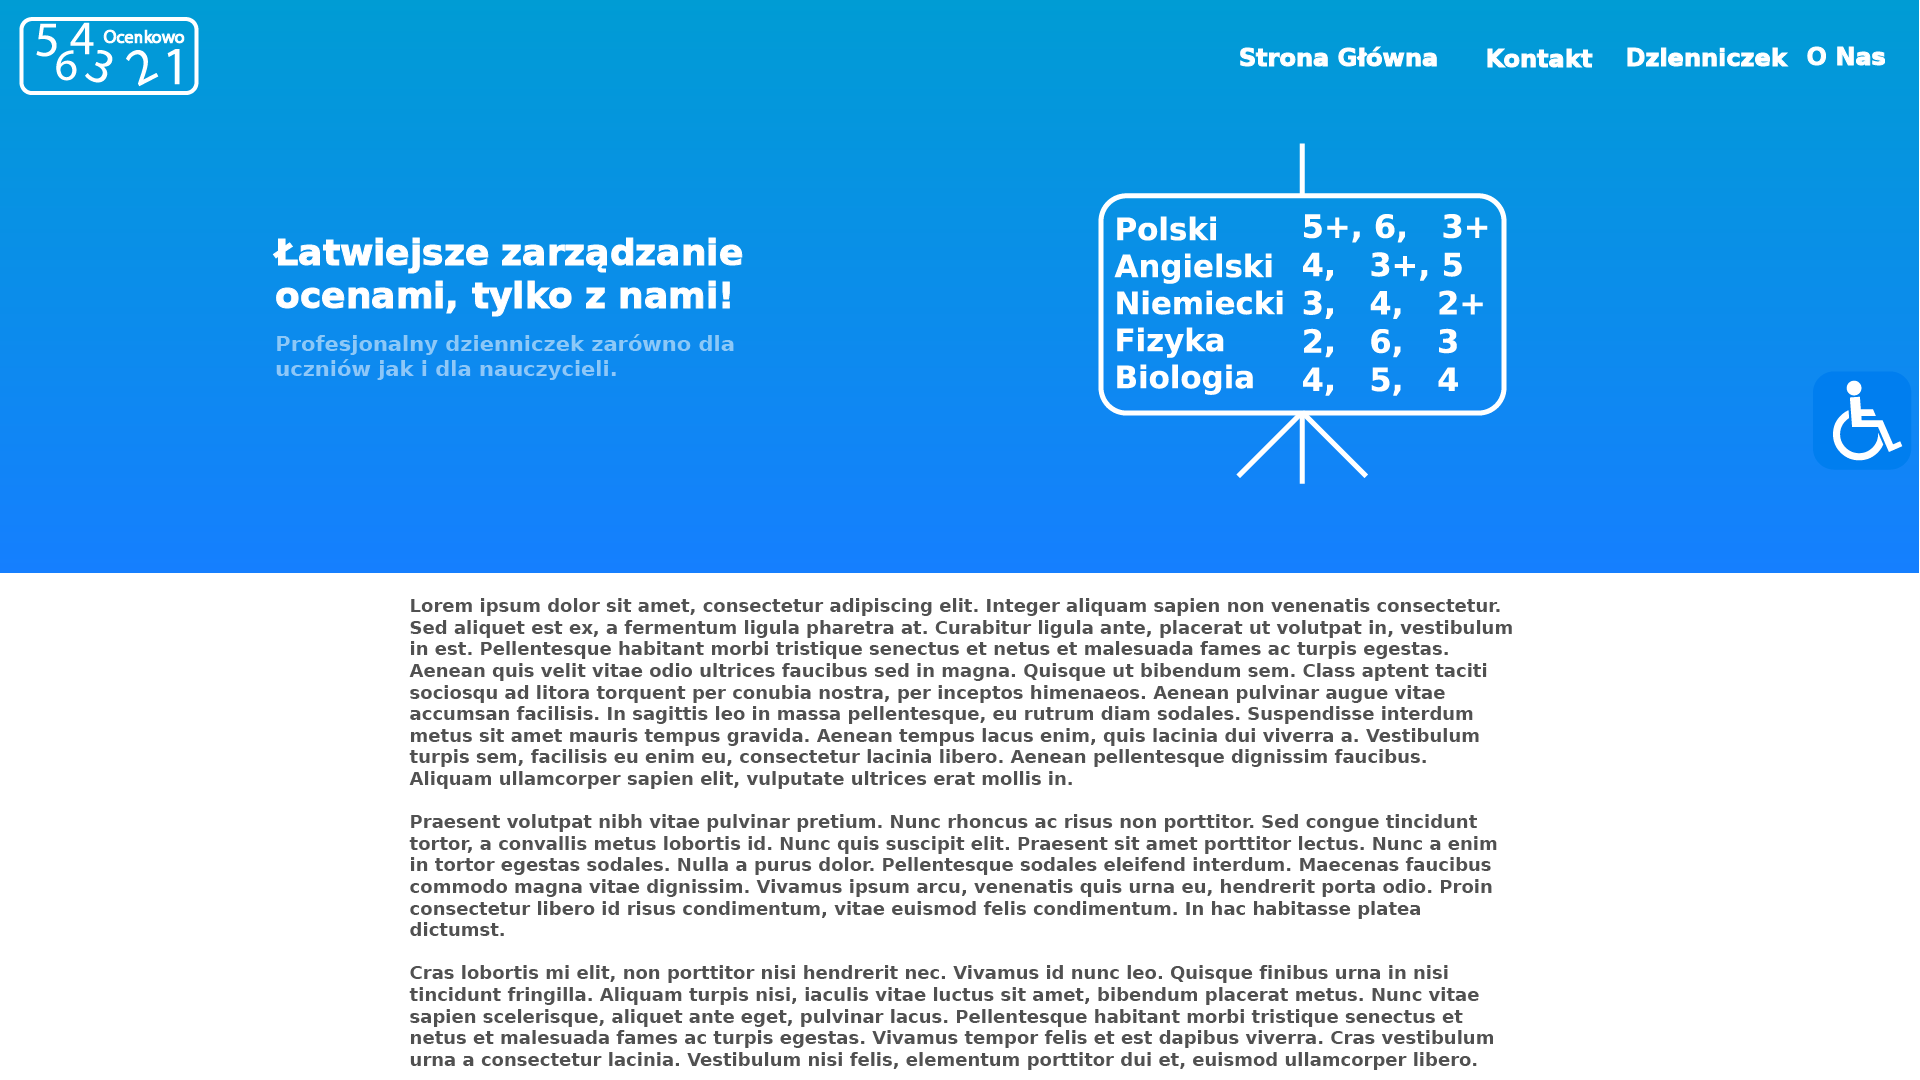 5 4 Ocenkowo
6 3 2 1
Strona Główna Kontakt Dzienniczek O Nas
Łatwiejsze zarządzanie
ocenami, tylko z nami!
Profesjonalny dzienniczek zarówno dla
uczniów jak i dla nauczycieli.
Polski 5+, 6, 3+
Angielski 4, 3+, 5
Niemiecki 3, 4, 2+
Fizyka 2, 6, 3
Biologia 4, 5, 4
Lorem ipsum dolor sit amet, consectetur adipiscing elit. Integer aliquam sapien non venenatis consectetur.
Sed aliquet est ex, a fermentum ligula pharetra at. Curabitur ligula ante, placerat ut volutpat in, vestibulum
in est. Pellentesque habitant morbi tristique senectus et netus et malesuada fames ac turpis egestas.
Aenean quis velit vitae odio ultrices faucibus sed in magna. Quisque ut bibendum sem. Class aptent taciti
sociosqu ad litora torquent per conubia nostra, per inceptos himenaeos. Aenean pulvinar augue vitae
accumsan facilisis. In sagittis leo in massa pellentesque, eu rutrum diam sodales. Suspendisse interdum
metus sit amet mauris tempus gravida. Aenean tempus lacus enim, quis lacinia dui viverra a. Vestibulum
turpis sem, facilisis eu enim eu, consectetur lacinia libero. Aenean pellentesque dignissim faucibus.
Aliquam ullamcorper sapien elit, vulputate ultrices erat mollis in.
Praesent volutpat nibh vitae pulvinar pretium. Nunc rhoncus ac risus non porttitor. Sed congue tincidunt
tortor, a convallis metus lobortis id. Nunc quis suscipit elit. Praesent sit amet porttitor lectus. Nunc a enim
in tortor egestas sodales. Nulla a purus dolor. Pellentesque sodales eleifend interdum. Maecenas faucibus
commodo magna vitae dignissim. Vivamus ipsum arcu, venenatis quis urna eu, hendrerit porta odio. Proin
consectetur libero id risus condimentum, vitae euismod felis condimentum. In hac habitasse platea
dictumst.
Cras lobortis mi elit, non porttitor nisi hendrerit nec. Vivamus id nunc leo. Quisque finibus urna in nisi
tincidunt fringilla. Aliquam turpis nisi, iaculis vitae luctus sit amet, bibendum placerat metus. Nunc vitae
sapien scelerisque, aliquet ante eget, pulvinar lacus. Pellentesque habitant morbi tristique senectus et
netus et malesuada fames ac turpis egestas. Vivamus tempor felis et est dapibus viverra. Cras vestibulum
urna a consectetur lacinia. Vestibulum nisi felis, elementum porttitor dui et, euismod ullamcorper libero.